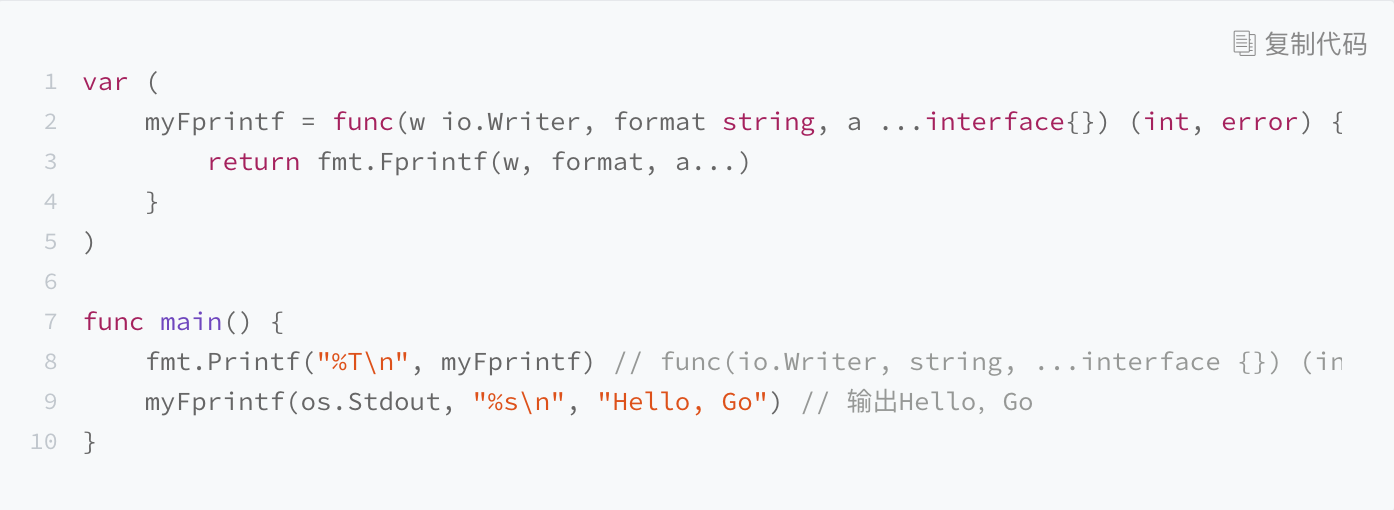 复制代码
1 var (
2     myFprintf = func(w io.Writer, format string, a ...interface{}) (int, error) {
3         return fmt.Fprintf(w, format, a...)
4     }
5 )
6
7 func main() {
8     fmt.Printf("%T\n", myFprintf) // func(io.Writer, string, ...interface {}) (in
9     myFprintf(os.Stdout, "%s\n", "Hello, Go") // 输出Hello，Go
10 }